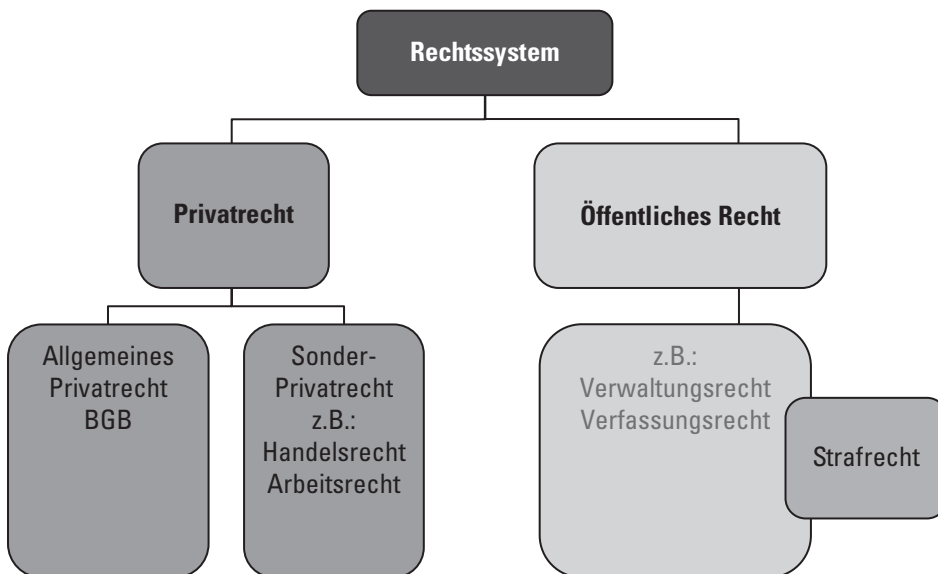 Rechtssystem
Privatrecht
Öffentliches Recht
Allgemeines
Privatrecht
BGB
Sonder-
Privatrecht
z.B.:
Handelsrecht
Arbeitsrecht
z.B.:
Verwaltungsrecht
Verfassungsrecht
Strafrecht